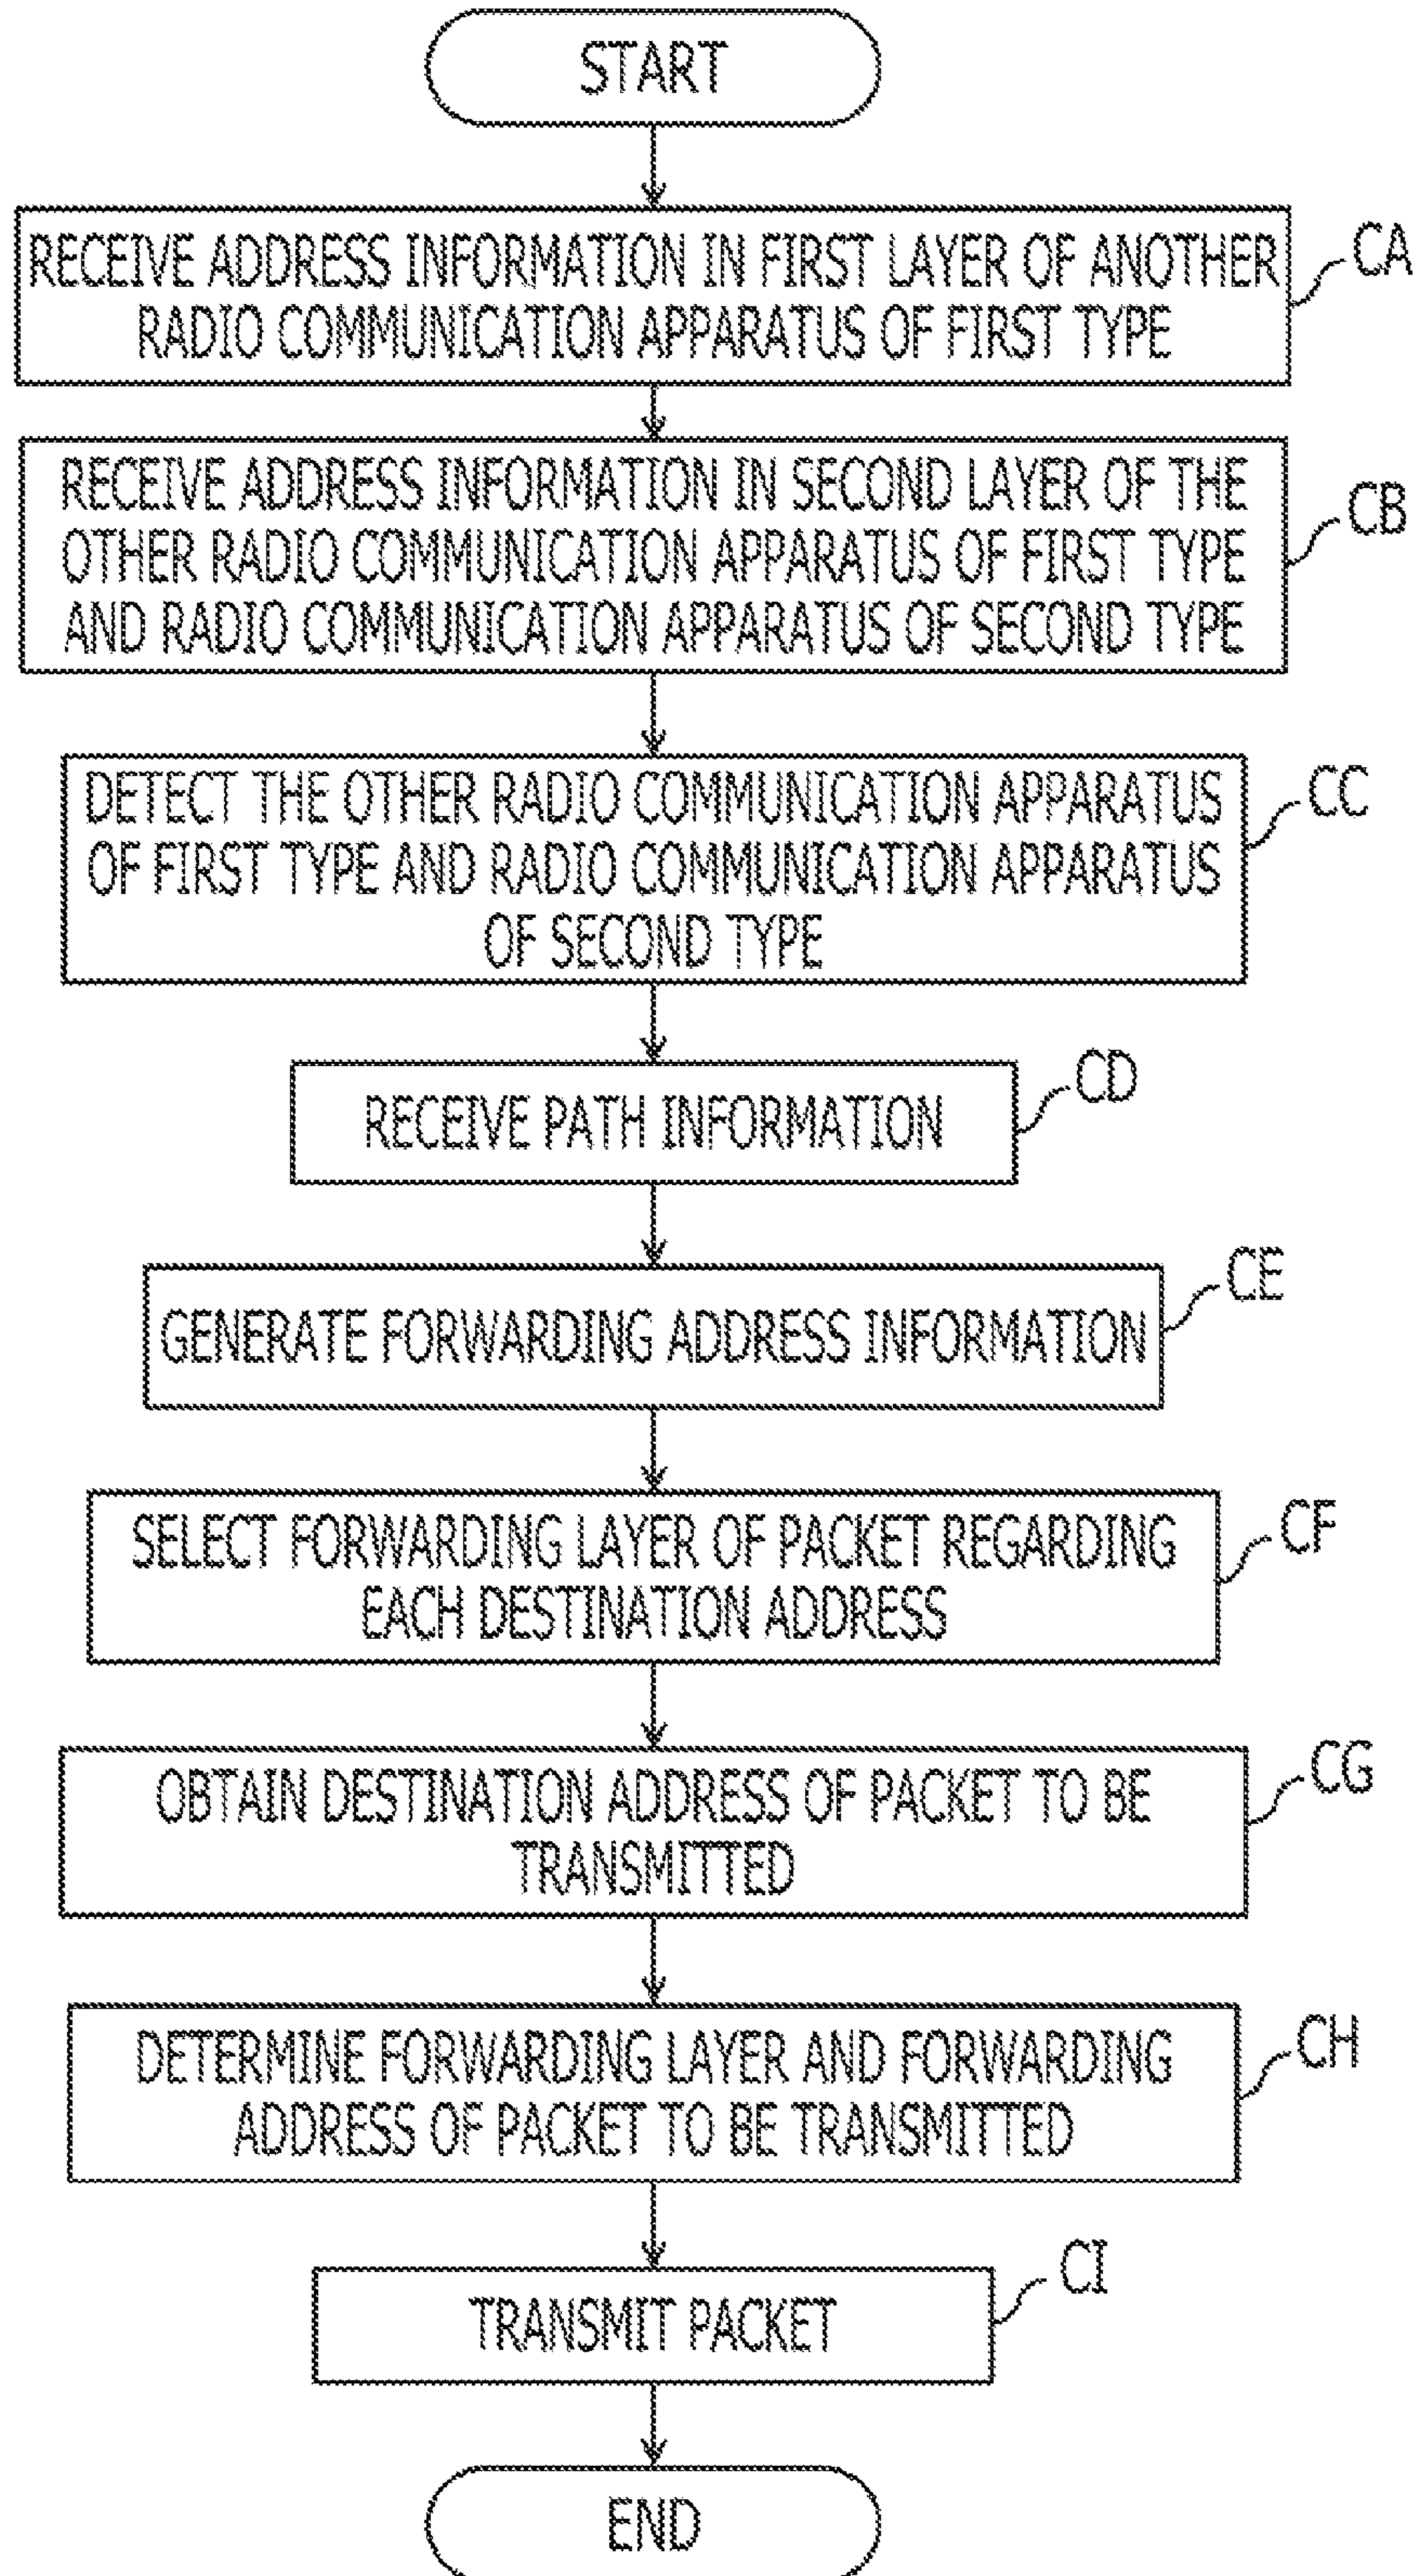 START
RECEIVE ADDRESS INFORMATION IN FIRST LAYER OF ANOTHER
RADIO COMMUNICATION APPARATUS OF FIRST TYPE
CA
RECEIVE ADDRESS INFORMATION IN SECOND LAYER OF THE
OTHER RADIO COMMUNICATION APPARATUS OF FIRST TYPE
AND RADIO COMMUNICATION APPARATUS OF SECOND TYPE
CB
DETECT THE OTHER RADIO COMMUNICATION APPARATUS
OF FIRST TYPE AND RADIO COMMUNICATION APPARATUS
OF SECOND TYPE
CC
RECEIVE PATH INFORMATION
CD
GENERATE FORWARDING ADDRESS INFORMATION
CE
SELECT FORWARDING LAYER OF PACKET REGARDING
EACH DESTINATION ADDRESS
CF
OBTAIN DESTINATION ADDRESS OF PACKET TO BE
TRANSMITTED
CG
DETERMINE FORWARDING LAYER AND FORWARDING
ADDRESS OF PACKET TO BE TRANSMITTED
CH
TRANSMIT PACKET
CI
END